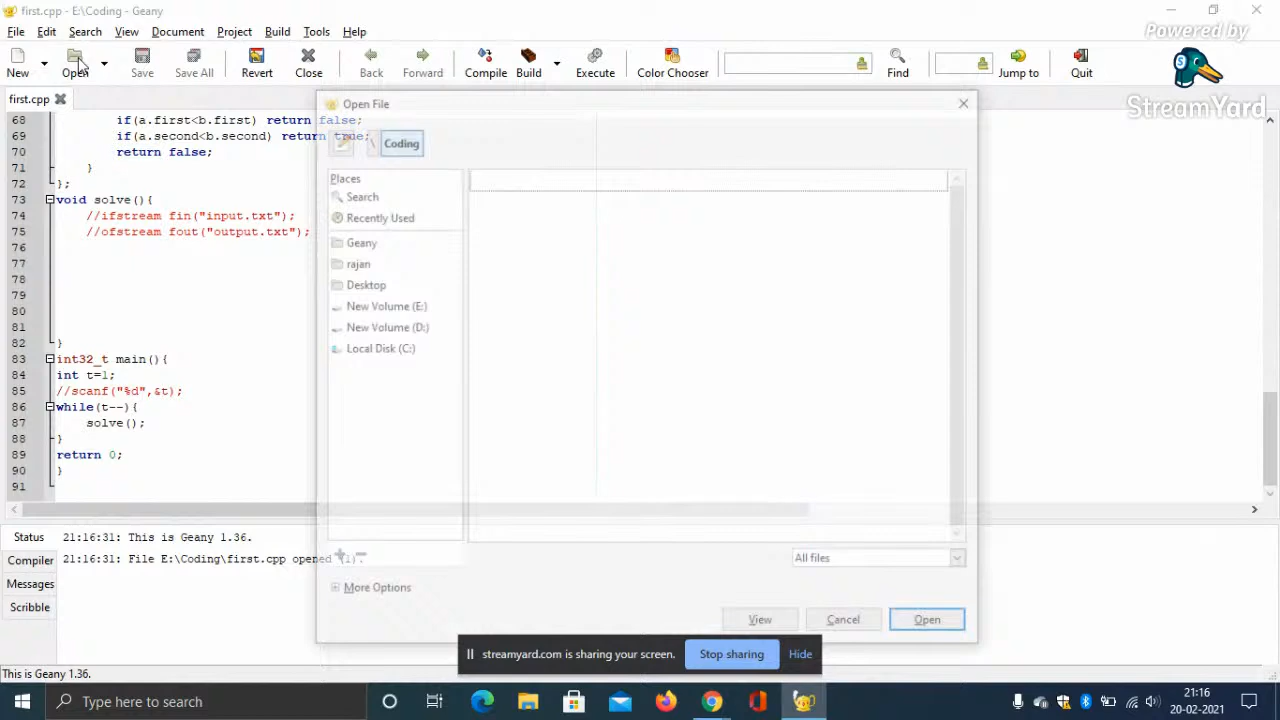 first.cpp - E:\Coding - Geany
File Edit Search View Document Project Build Tools Help
Powered by
StreamYard
New Open Save Save All Revert Close Back Forward Compile Build Execute Color Chooser Find Jump to Quit
first.cpp
68 if(a.first<b.first) return false;
69 if(a.second<b.second) return true;
70 return false;
71 }
72 };
73 void solve(){
74 //ifstream fin("input.txt");
75 //ofstream fout("output.txt");
76
77
78
79
80
81
82 }
83 int32_t main(){
84 int t=1;
85 //scanf("%d",&t);
86 while(t--){
87 solve();
88 }
89 return 0;
90 }
91
Open File
\ Coding
Places
Search
Recently Used
Geany
rajan
Desktop
New Volume (E:)
New Volume (D:)
Local Disk (C:)
All files
More Options
View Cancel Open
Status 21:16:31: This is Geany 1.36.
Compiler 21:16:31: File E:\Coding\first.cpp opened (1).
Messages
Scribble
streamyard.com is sharing your screen. Stop sharing Hide
This is Geany 1.36.
Type here to search
21:16
20-02-2021